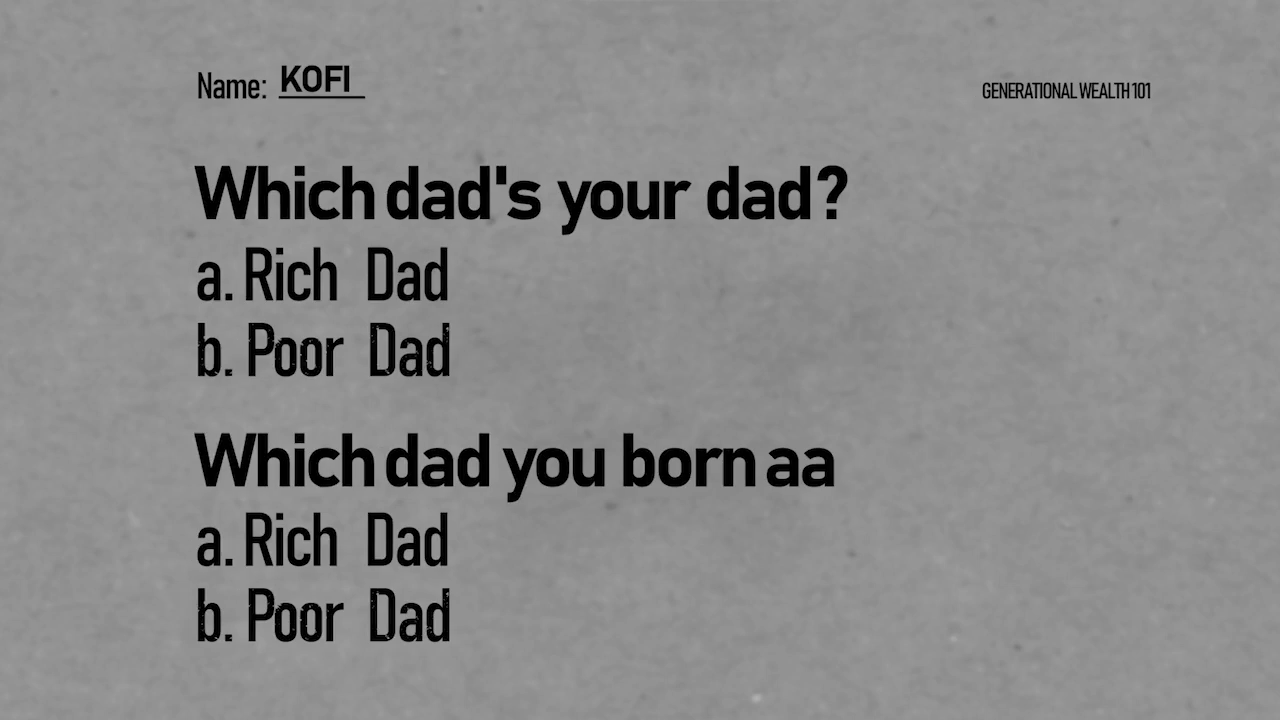 Name: KOFI
GENERATIONAL WEALTH 101
Which dad's your dad?
a. Rich Dad
b. Poor Dad
Which dad you born aa
a. Rich Dad
b. Poor Dad